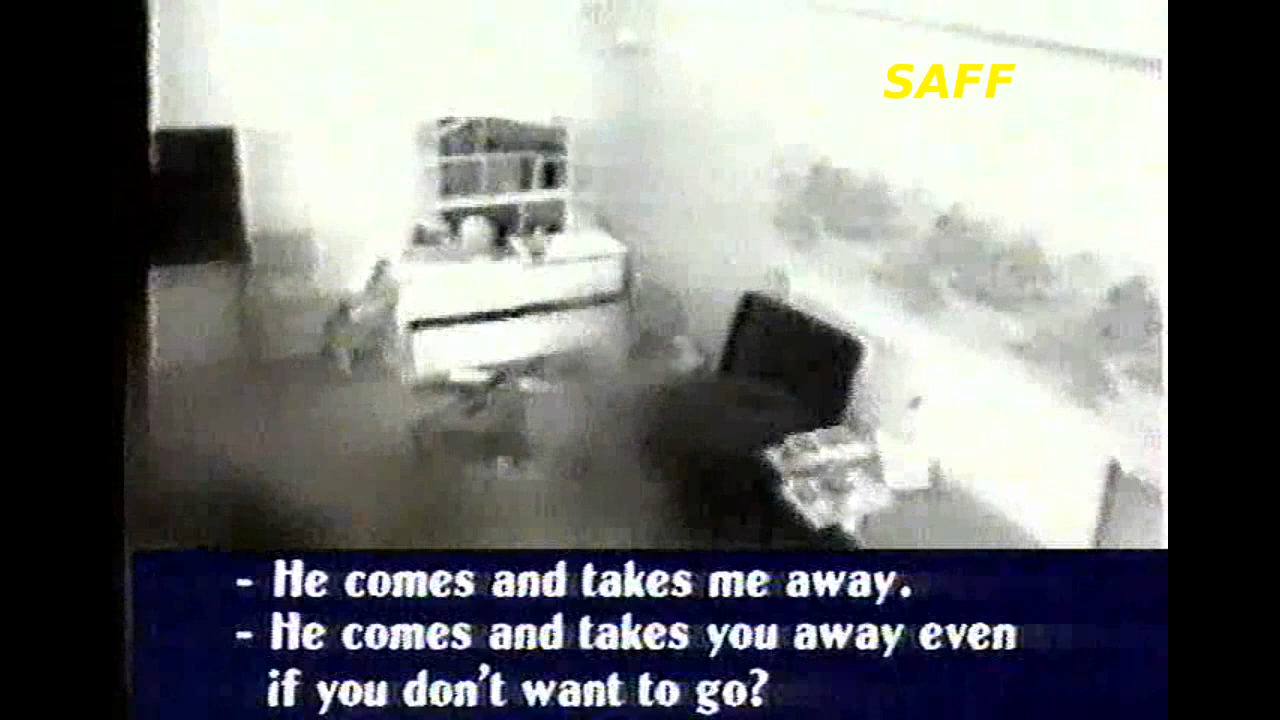 SAFF
- He comes and takes me away.
- He comes and takes you away even
if you don't want to go?